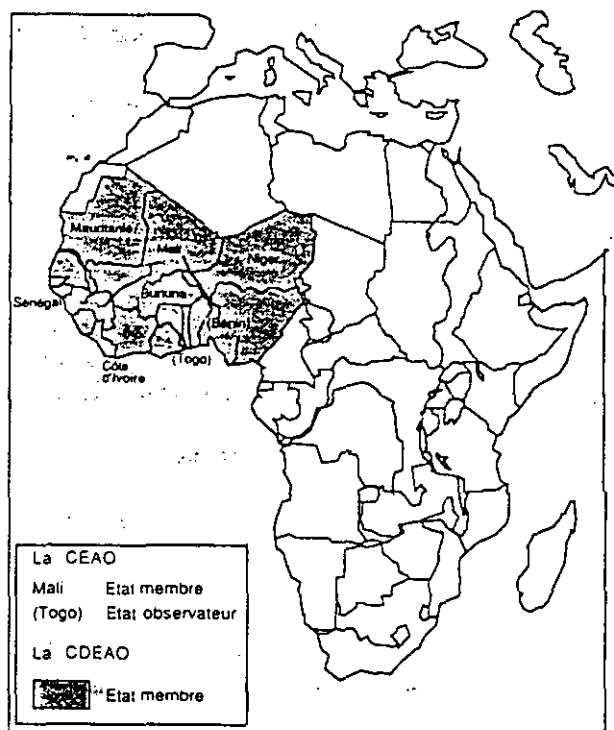 Mauritanie
Mali
Niger
Burkina
Sénégal
(Bénin)
Côte
d'Ivoire
(Togo)
La CEAO
Mali Etat membre
(Togo) Etat observateur
La CDEAO
Etat membre